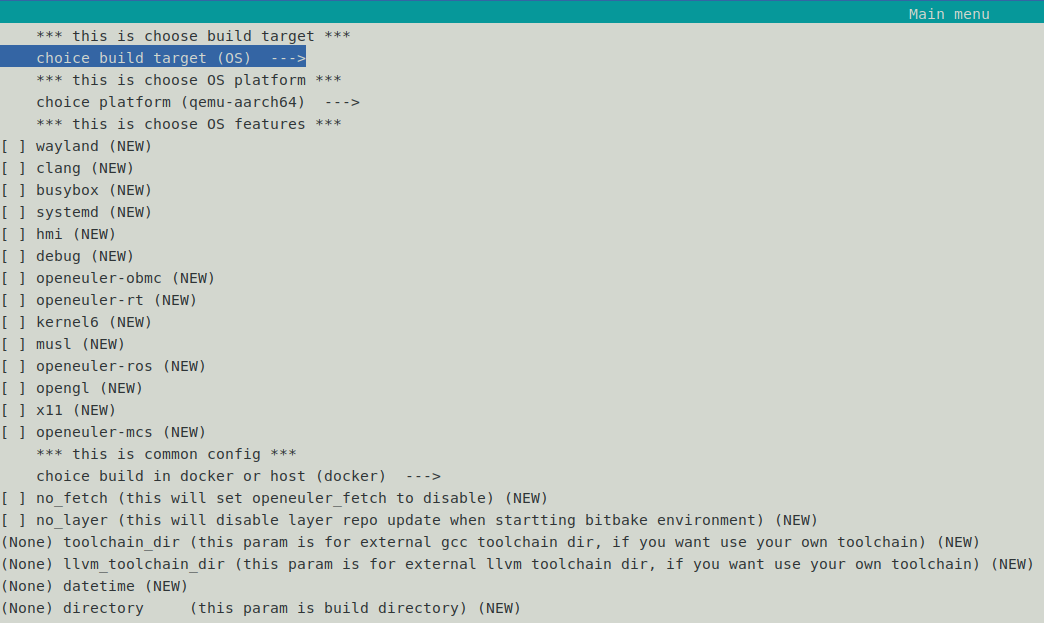 Main menu
*** this is choose build target ***
choice build target (OS)  --->
*** this is choose OS platform ***
choice platform (qemu-aarch64)  --->
*** this is choose OS features ***
[ ] wayland (NEW)
[ ] clang (NEW)
[ ] busybox (NEW)
[ ] systemd (NEW)
[ ] hmi (NEW)
[ ] debug (NEW)
[ ] openeuler-obmc (NEW)
[ ] openeuler-rt (NEW)
[ ] kernel6 (NEW)
[ ] musl (NEW)
[ ] openeuler-ros (NEW)
[ ] opengl (NEW)
[ ] x11 (NEW)
[ ] openeuler-mcs (NEW)
*** this is common config ***
choice build in docker or host (docker)  --->
[ ] no_fetch (this will set openeuler_fetch to disable) (NEW)
[ ] no_layer (this will disable layer repo update when startting bitbake environment) (NEW)
(None) toolchain_dir (this param is for external gcc toolchain dir, if you want use your own toolchain) (NEW)
(None) llvm_toolchain_dir (this param is for external llvm toolchain dir, if you want use your own toolchain) (NEW)
(None) datetime (NEW)
(None) directory     (this param is build directory) (NEW)